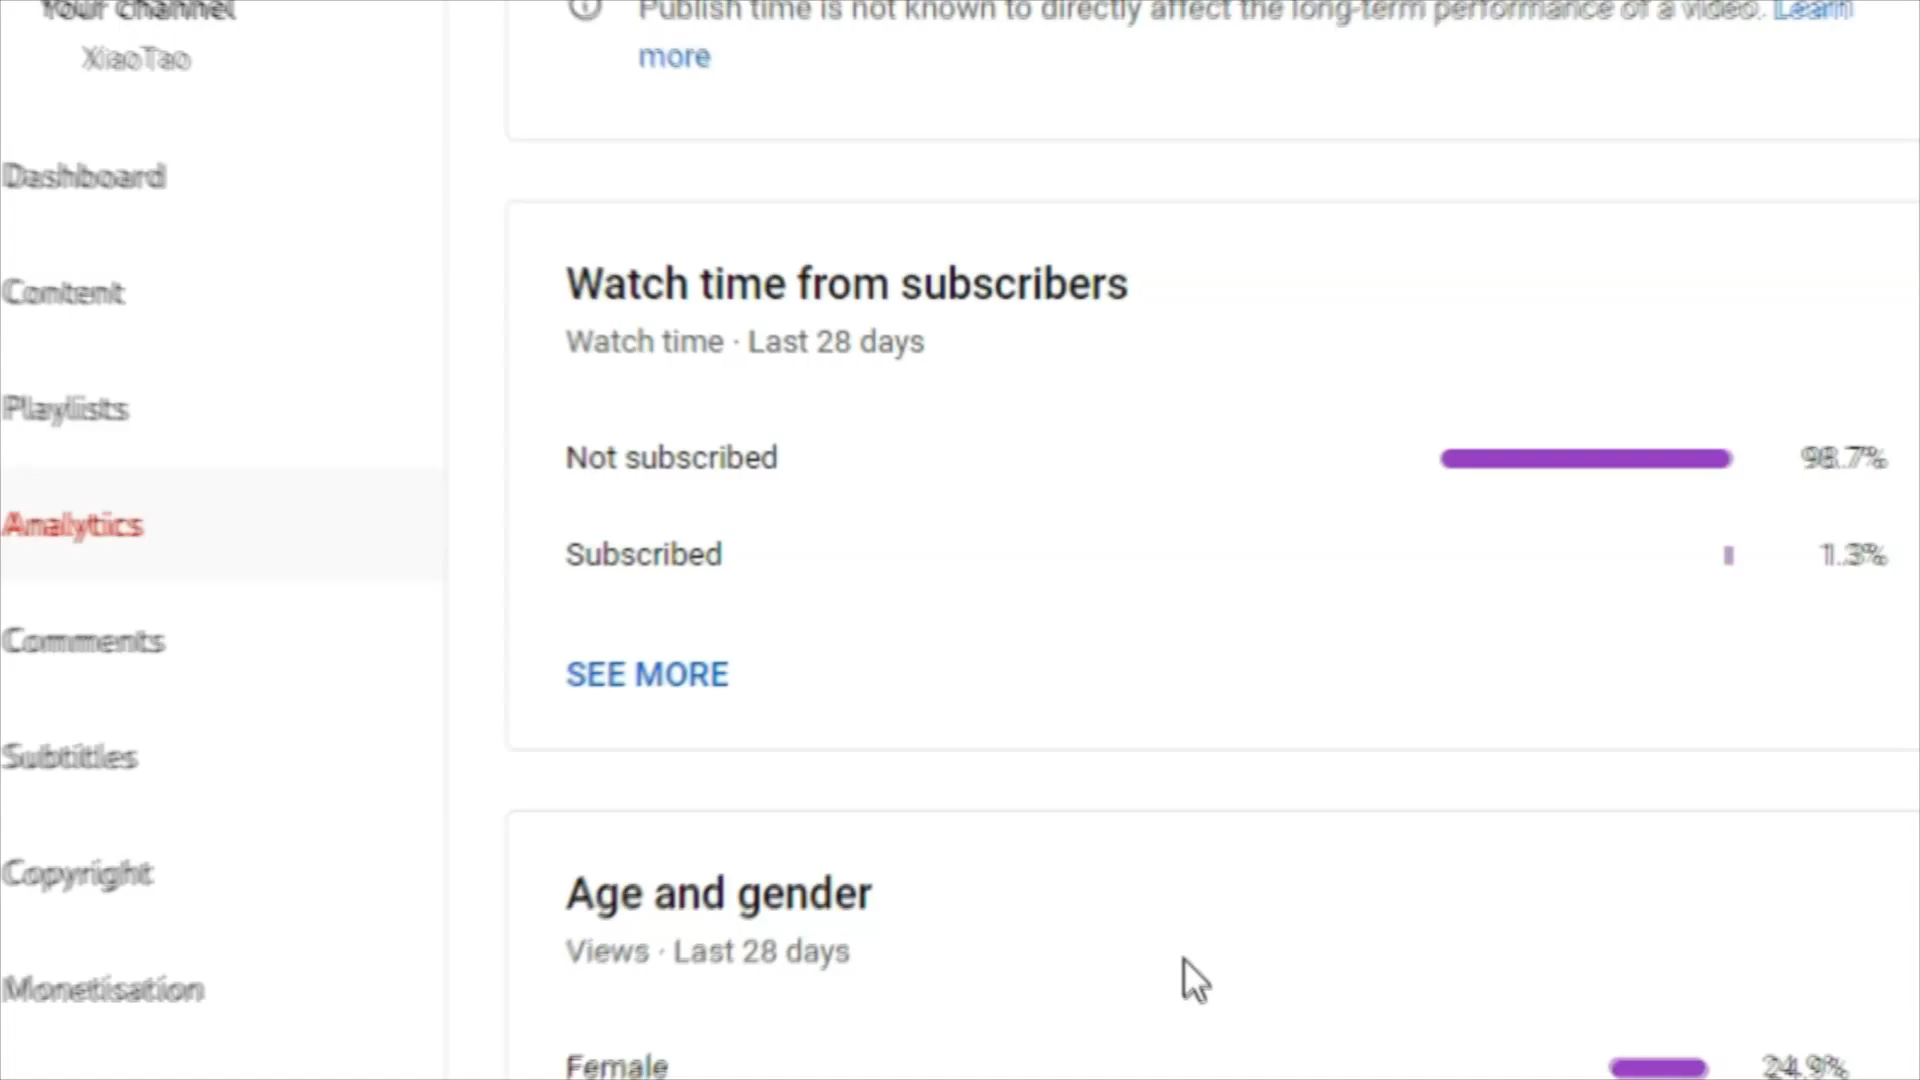 Your channel
XiaoTao
Dashboard
Content
Playlists
Analytics
Comments
Subtitles
Copyright
Monetisation
Publish time is not known to directly affect the long-term performance of a video. Learn
more
Watch time from subscribers
Watch time · Last 28 days
Not subscribed 98.7%
Subscribed 1.3%
SEE MORE
Age and gender
Views · Last 28 days
Female 24.9%